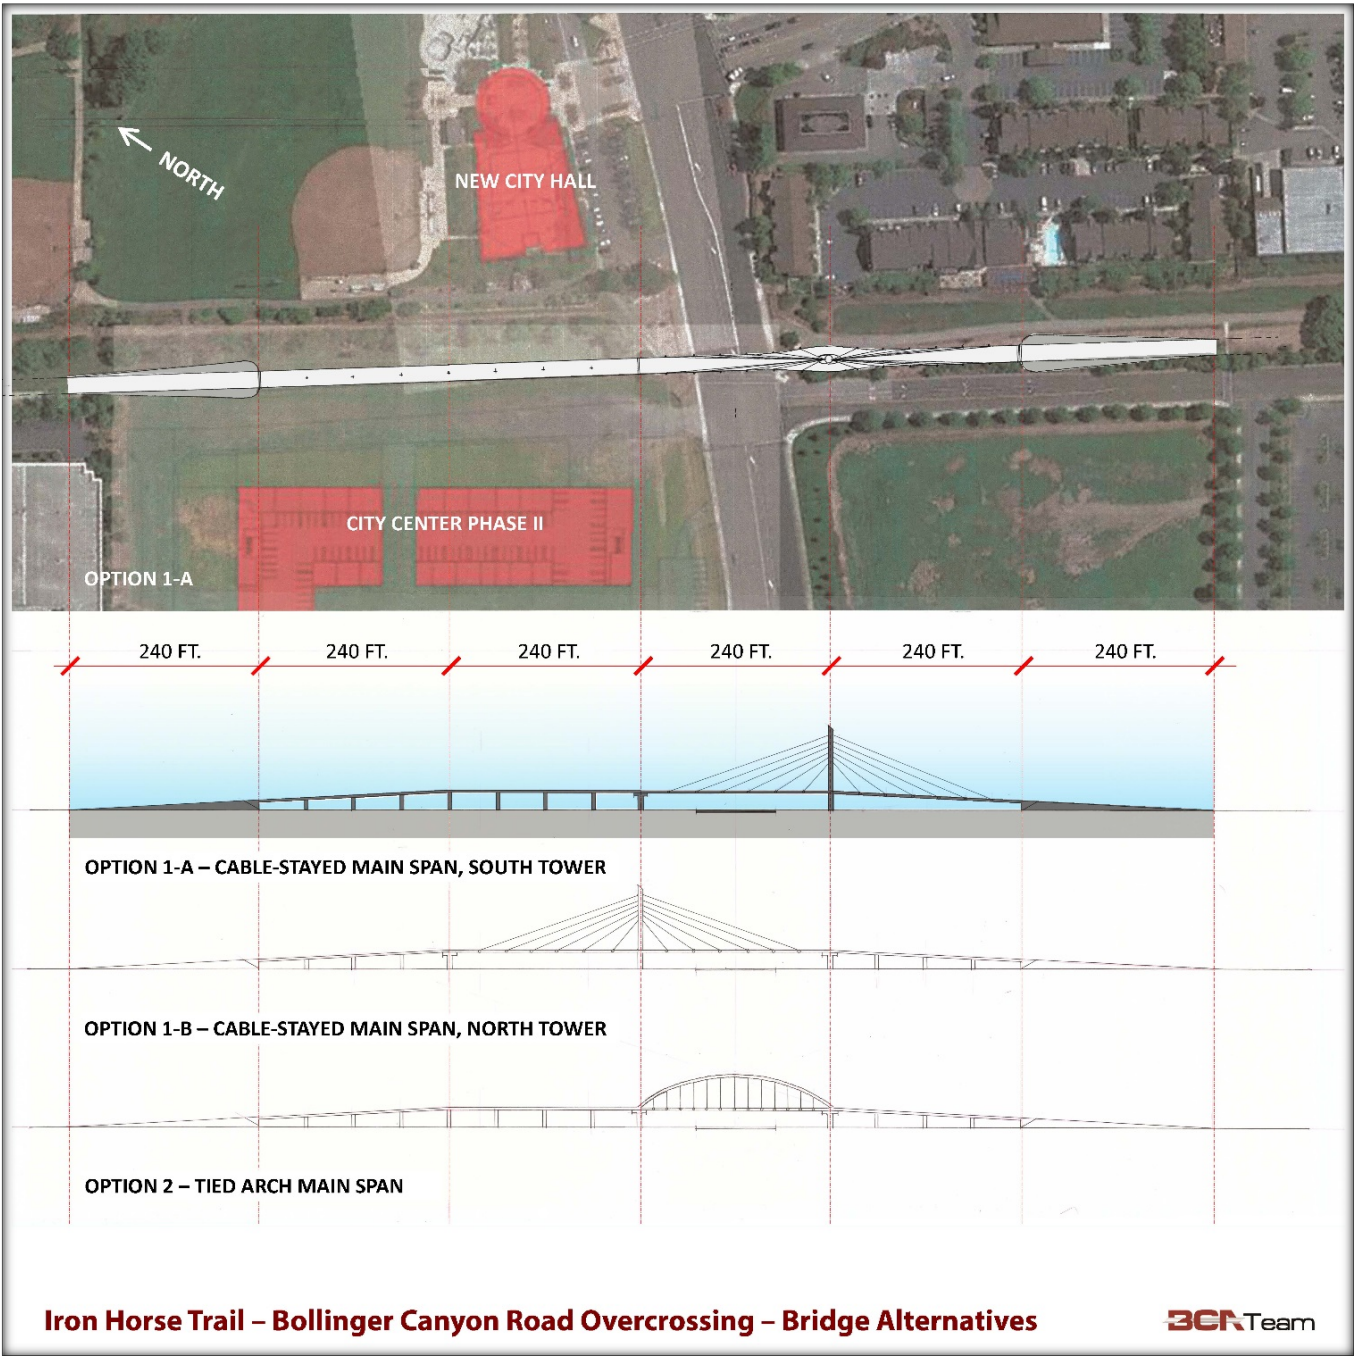 NORTH
NEW CITY HALL
CITY CENTER PHASE II
OPTION 1-A
240 FT. 240 FT. 240 FT. 240 FT. 240 FT. 240 FT.
OPTION 1-A – CABLE-STAYED MAIN SPAN, SOUTH TOWER
OPTION 1-B – CABLE-STAYED MAIN SPAN, NORTH TOWER
OPTION 2 – TIED ARCH MAIN SPAN
Iron Horse Trail – Bollinger Canyon Road Overcrossing – Bridge Alternatives
BCA Team